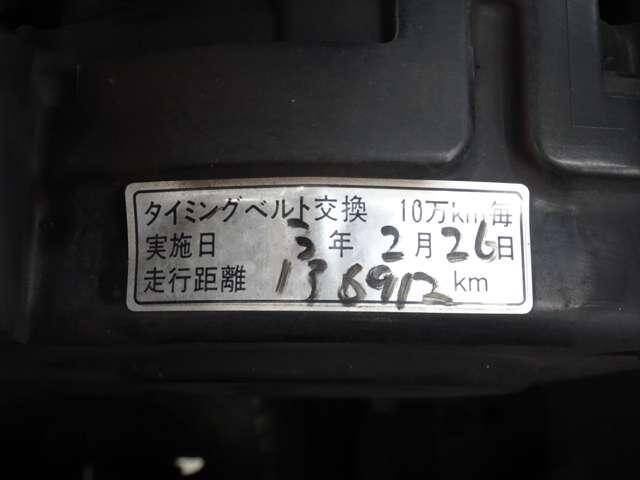 タイミングベルト交換 10万km毎
実施日 3年 2月26日
走行距離 136912 km